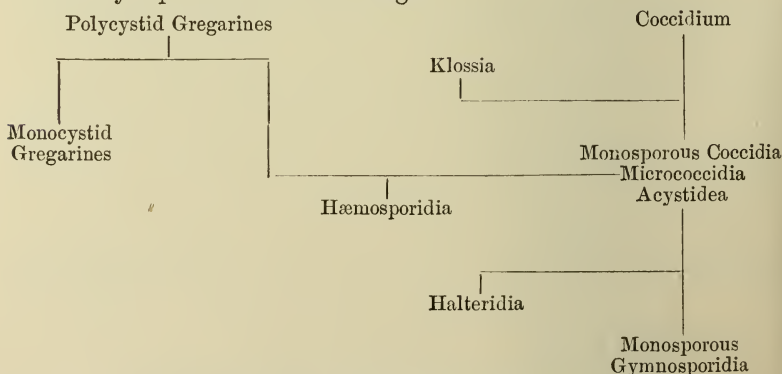 Polycystid Gregarines
Coccidium
Klossia
Monocystid
Gregarines
Monosporous Coccidia
Micrococcidia
Acystidea
Hæmosporidia
Halteridia
Monosporous
Gymnosporidia